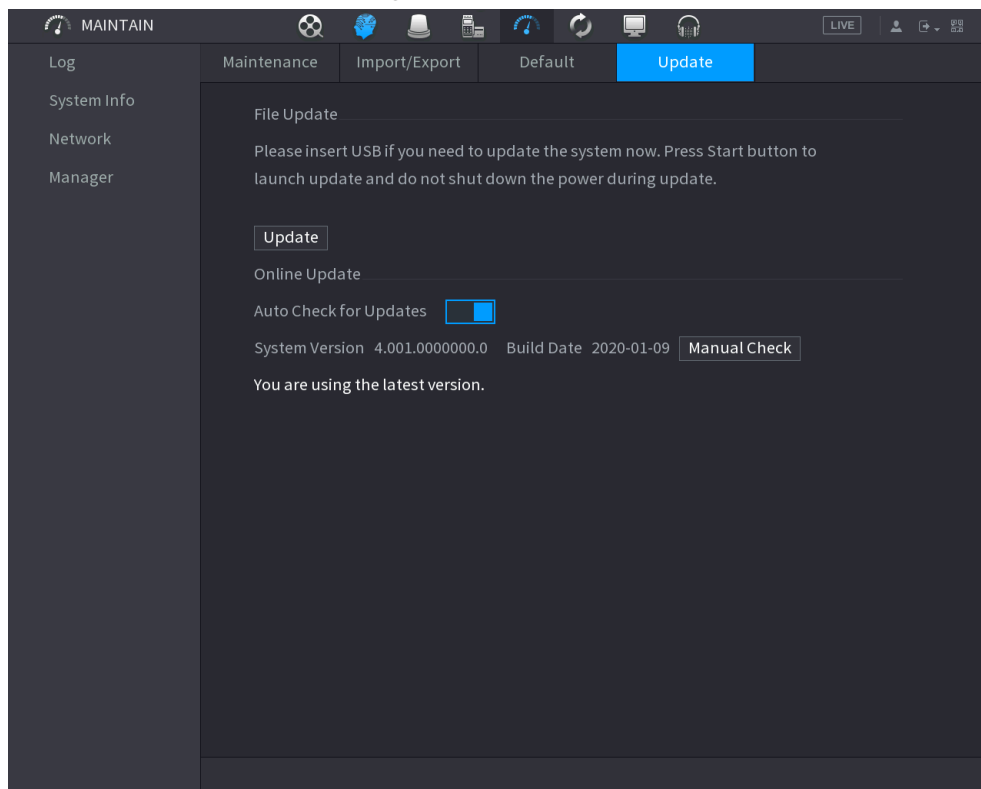 MAINTAIN
LIVE
Log
System Info
Network
Manager
Maintenance Import/Export Default Update
File Update
Please insert USB if you need to update the system now. Press Start button to
launch update and do not shut down the power during update.
Update
Online Update
Auto Check for Updates
System Version 4.001.0000000.0 Build Date 2020-01-09 Manual Check
You are using the latest version.